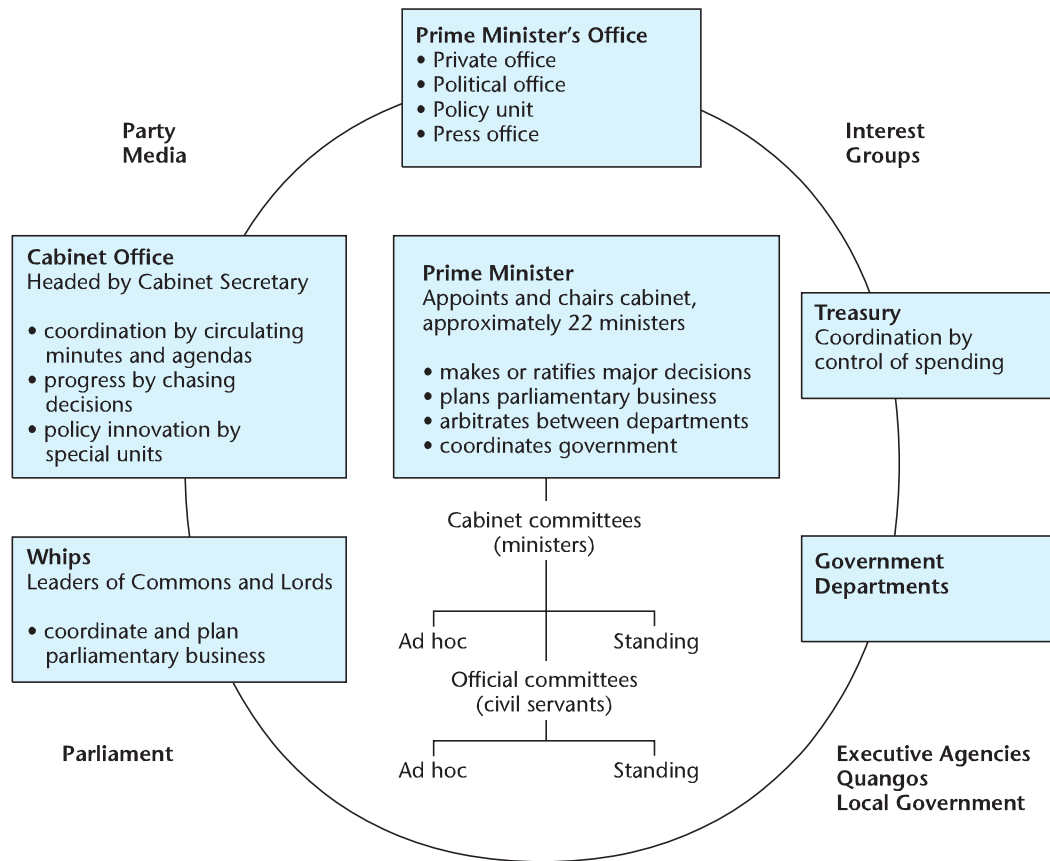 Prime Minister’s Office
• Private office
• Political office
• Policy unit
• Press office
Party
Media
Interest
Groups
Cabinet Office
Headed by Cabinet Secretary
• coordination by circulating
minutes and agendas
• progress by chasing
decisions
• policy innovation by
special units
Prime Minister
Appoints and chairs cabinet,
approximately 22 ministers
• makes or ratifies major decisions
• plans parliamentary business
• arbitrates between departments
• coordinates government
Treasury
Coordination by
control of spending
Cabinet committees
(ministers)
Ad hoc
Standing
Official committees
(civil servants)
Ad hoc
Standing
Whips
Leaders of Commons and Lords
• coordinate and plan
parliamentary business
Government
Departments
Parliament
Executive Agencies
Quangos
Local Government